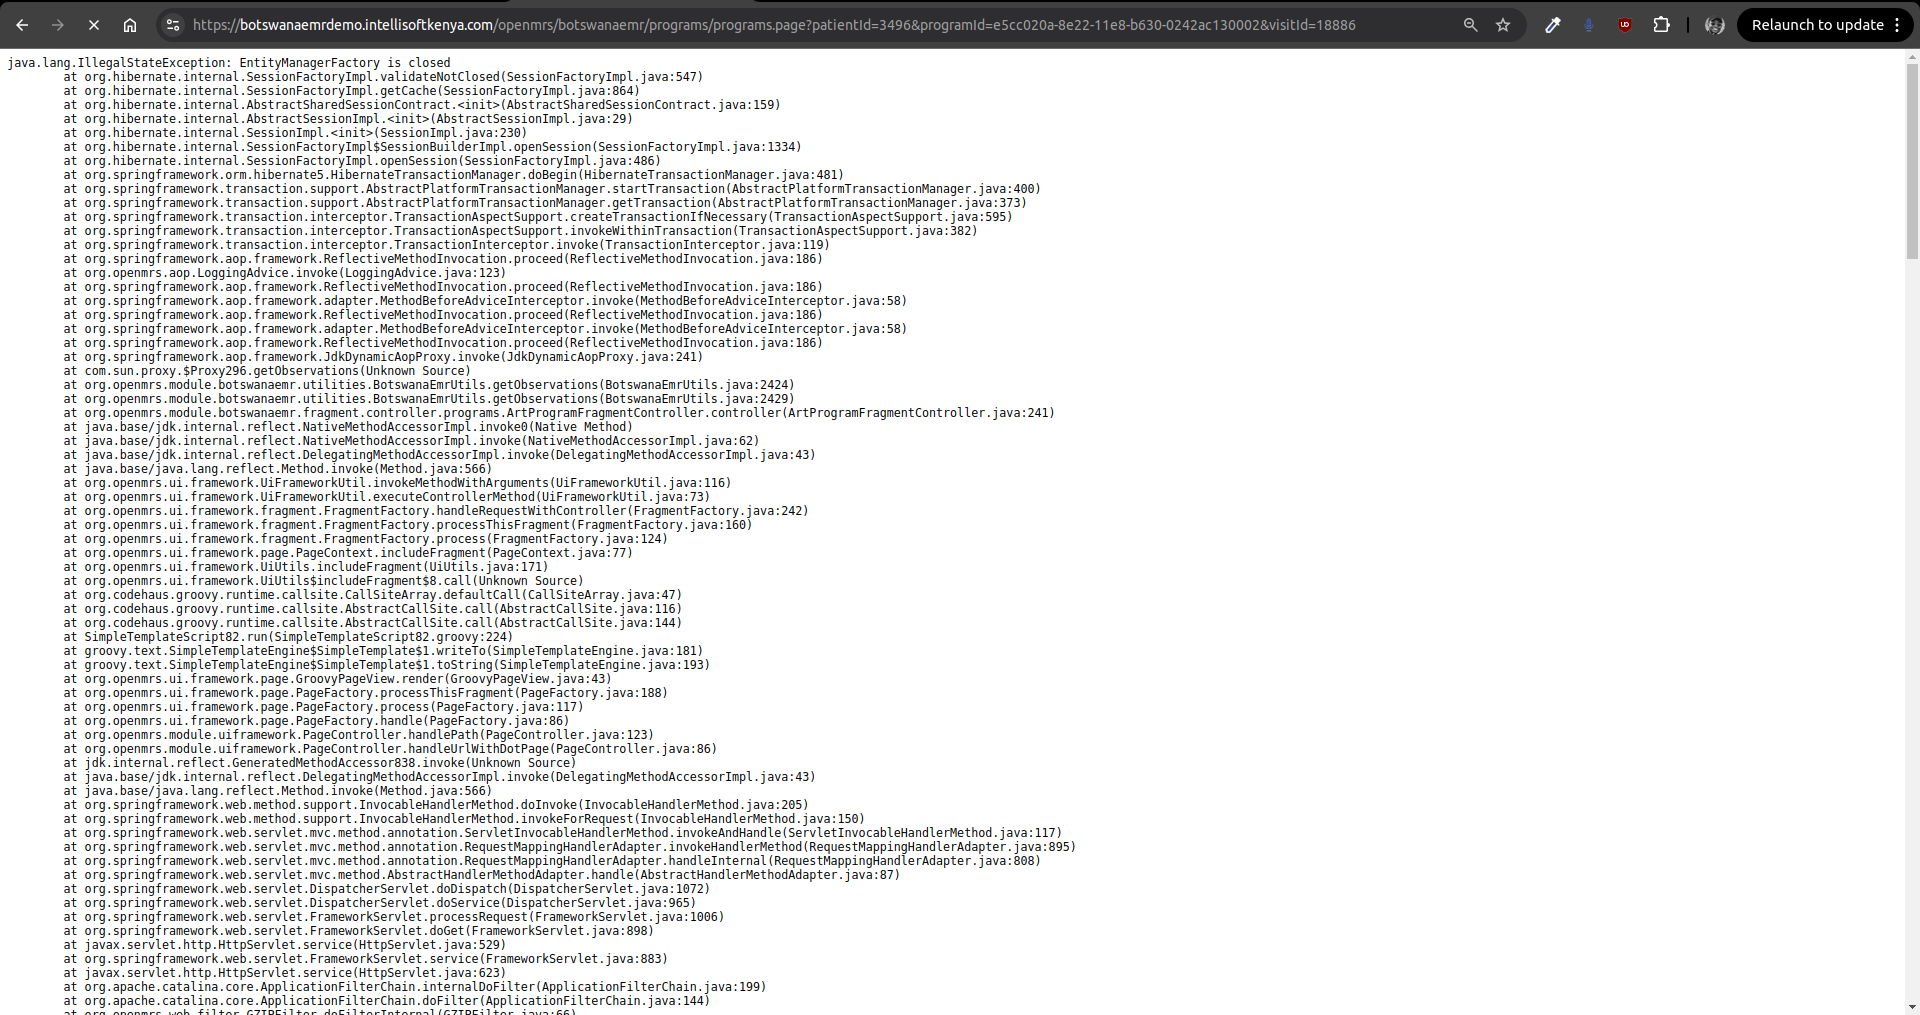 https://botswanaemrdemo.intellisoftkenya.com/openmrs/botswanaemr/programs/programs.page?patientId=3496&programId=e5cc020a-8e22-11e8-b630-0242ac130002&visitId=18886
Relaunch to update
java.lang.IllegalStateException: EntityManagerFactory is closed
at org.hibernate.internal.SessionFactoryImpl.validateNotClosed(SessionFactoryImpl.java:547)
at org.hibernate.internal.SessionFactoryImpl.getCache(SessionFactoryImpl.java:864)
at org.hibernate.internal.AbstractSharedSessionContract.<init>(AbstractSharedSessionContract.java:159)
at org.hibernate.internal.AbstractSessionImpl.<init>(AbstractSessionImpl.java:29)
at org.hibernate.internal.SessionImpl.<init>(SessionImpl.java:230)
at org.hibernate.internal.SessionFactoryImpl$SessionBuilderImpl.openSession(SessionFactoryImpl.java:1334)
at org.hibernate.internal.SessionFactoryImpl.openSession(SessionFactoryImpl.java:486)
at org.springframework.orm.hibernate5.HibernateTransactionManager.doBegin(HibernateTransactionManager.java:481)
at org.springframework.transaction.support.AbstractPlatformTransactionManager.startTransaction(AbstractPlatformTransactionManager.java:400)
at org.springframework.transaction.support.AbstractPlatformTransactionManager.getTransaction(AbstractPlatformTransactionManager.java:373)
at org.springframework.transaction.interceptor.TransactionAspectSupport.createTransactionIfNecessary(TransactionAspectSupport.java:595)
at org.springframework.transaction.interceptor.TransactionAspectSupport.invokeWithinTransaction(TransactionAspectSupport.java:382)
at org.springframework.transaction.interceptor.TransactionInterceptor.invoke(TransactionInterceptor.java:119)
at org.springframework.aop.framework.ReflectiveMethodInvocation.proceed(ReflectiveMethodInvocation.java:186)
at org.openmrs.aop.LoggingAdvice.invoke(LoggingAdvice.java:123)
at org.springframework.aop.framework.ReflectiveMethodInvocation.proceed(ReflectiveMethodInvocation.java:186)
at org.springframework.aop.framework.adapter.MethodBeforeAdviceInterceptor.invoke(MethodBeforeAdviceInterceptor.java:58)
at org.springframework.aop.framework.ReflectiveMethodInvocation.proceed(ReflectiveMethodInvocation.java:186)
at org.springframework.aop.framework.adapter.MethodBeforeAdviceInterceptor.invoke(MethodBeforeAdviceInterceptor.java:58)
at org.springframework.aop.framework.ReflectiveMethodInvocation.proceed(ReflectiveMethodInvocation.java:186)
at org.springframework.aop.framework.JdkDynamicAopProxy.invoke(JdkDynamicAopProxy.java:241)
at com.sun.proxy.$Proxy296.getObservations(Unknown Source)
at org.openmrs.module.botswanaemr.utilities.BotswanaEmrUtils.getObservations(BotswanaEmrUtils.java:2424)
at org.openmrs.module.botswanaemr.utilities.BotswanaEmrUtils.getObservations(BotswanaEmrUtils.java:2429)
at org.openmrs.module.botswanaemr.fragment.controller.programs.ArtProgramFragmentController.controller(ArtProgramFragmentController.java:241)
at java.base/jdk.internal.reflect.NativeMethodAccessorImpl.invoke0(Native Method)
at java.base/jdk.internal.reflect.NativeMethodAccessorImpl.invoke(NativeMethodAccessorImpl.java:62)
at java.base/jdk.internal.reflect.DelegatingMethodAccessorImpl.invoke(DelegatingMethodAccessorImpl.java:43)
at java.base/java.lang.reflect.Method.invoke(Method.java:566)
at org.openmrs.ui.framework.UiFrameworkUtil.invokeMethodWithArguments(UiFrameworkUtil.java:116)
at org.openmrs.ui.framework.UiFrameworkUtil.executeControllerMethod(UiFrameworkUtil.java:73)
at org.openmrs.ui.framework.fragment.FragmentFactory.handleRequestWithController(FragmentFactory.java:242)
at org.openmrs.ui.framework.fragment.FragmentFactory.processThisFragment(FragmentFactory.java:160)
at org.openmrs.ui.framework.fragment.FragmentFactory.process(FragmentFactory.java:124)
at org.openmrs.ui.framework.page.PageContext.includeFragment(PageContext.java:77)
at org.openmrs.ui.framework.UiUtils.includeFragment(UiUtils.java:171)
at org.openmrs.ui.framework.UiUtils$includeFragment$8.call(Unknown Source)
at org.codehaus.groovy.runtime.callsite.CallSiteArray.defaultCall(CallSiteArray.java:47)
at org.codehaus.groovy.runtime.callsite.AbstractCallSite.call(AbstractCallSite.java:116)
at org.codehaus.groovy.runtime.callsite.AbstractCallSite.call(AbstractCallSite.java:144)
at SimpleTemplateScript82.run(SimpleTemplateScript82.groovy:224)
at groovy.text.SimpleTemplateEngine$SimpleTemplate$1.writeTo(SimpleTemplateEngine.java:181)
at groovy.text.SimpleTemplateEngine$SimpleTemplate$1.toString(SimpleTemplateEngine.java:193)
at org.openmrs.ui.framework.page.GroovyPageView.render(GroovyPageView.java:43)
at org.openmrs.ui.framework.page.PageFactory.processThisFragment(PageFactory.java:188)
at org.openmrs.ui.framework.page.PageFactory.process(PageFactory.java:117)
at org.openmrs.ui.framework.page.PageFactory.handle(PageFactory.java:86)
at org.openmrs.module.uiframework.PageController.handlePath(PageController.java:123)
at org.openmrs.module.uiframework.PageController.handleUrlWithDotPage(PageController.java:86)
at jdk.internal.reflect.GeneratedMethodAccessor838.invoke(Unknown Source)
at java.base/jdk.internal.reflect.DelegatingMethodAccessorImpl.invoke(DelegatingMethodAccessorImpl.java:43)
at java.base/java.lang.reflect.Method.invoke(Method.java:566)
at org.springframework.web.method.support.InvocableHandlerMethod.doInvoke(InvocableHandlerMethod.java:205)
at org.springframework.web.method.support.InvocableHandlerMethod.invokeForRequest(InvocableHandlerMethod.java:150)
at org.springframework.web.servlet.mvc.method.annotation.ServletInvocableHandlerMethod.invokeAndHandle(ServletInvocableHandlerMethod.java:117)
at org.springframework.web.servlet.mvc.method.annotation.RequestMappingHandlerAdapter.invokeHandlerMethod(RequestMappingHandlerAdapter.java:895)
at org.springframework.web.servlet.mvc.method.annotation.RequestMappingHandlerAdapter.handleInternal(RequestMappingHandlerAdapter.java:808)
at org.springframework.web.servlet.mvc.method.AbstractHandlerMethodAdapter.handle(AbstractHandlerMethodAdapter.java:87)
at org.springframework.web.servlet.DispatcherServlet.doDispatch(DispatcherServlet.java:1072)
at org.springframework.web.servlet.DispatcherServlet.doService(DispatcherServlet.java:965)
at org.springframework.web.servlet.FrameworkServlet.processRequest(FrameworkServlet.java:1006)
at org.springframework.web.servlet.FrameworkServlet.doGet(FrameworkServlet.java:898)
at javax.servlet.http.HttpServlet.service(HttpServlet.java:529)
at org.springframework.web.servlet.FrameworkServlet.service(FrameworkServlet.java:883)
at javax.servlet.http.HttpServlet.service(HttpServlet.java:623)
at org.apache.catalina.core.ApplicationFilterChain.internalDoFilter(ApplicationFilterChain.java:199)
at org.apache.catalina.core.ApplicationFilterChain.doFilter(ApplicationFilterChain.java:144)
at org.openmrs.web.filter.GZIPFilter.doFilterInternal(GZIPFilter.java:66)